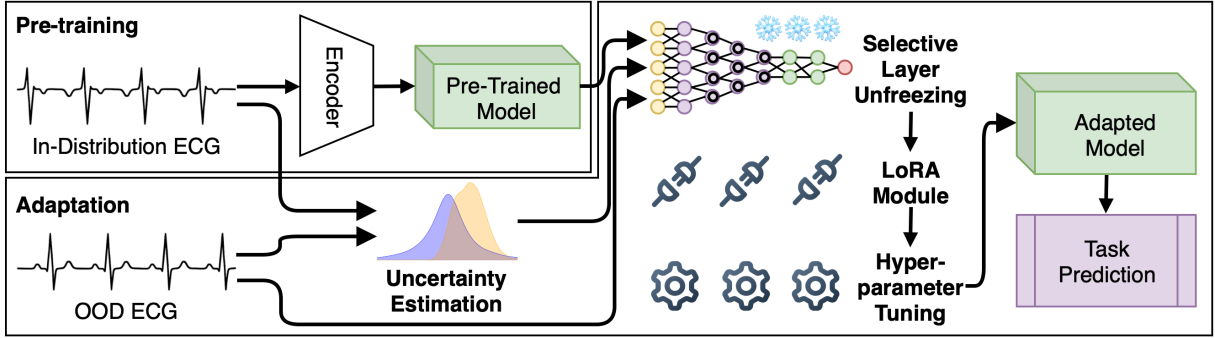 Pre-training
In-Distribution ECG
Encoder
Pre-Trained
Model
Adaptation
OOD ECG
Uncertainty
Estimation
Selective
Layer
Unfreezing
LoRA
Module
Hyper-
parameter
Tuning
Adapted
Model
Task
Prediction